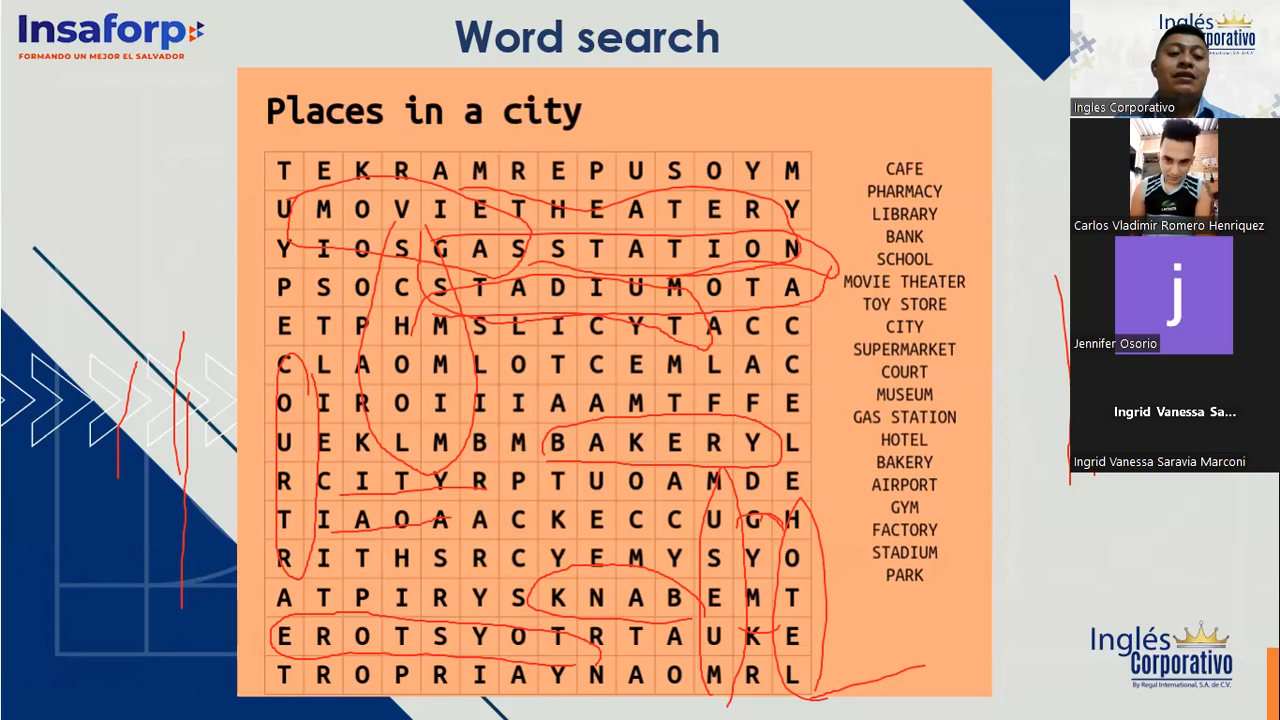 Insaforp
FORMANDO UN MEJOR EL SALVADOR
Word search
Places in a city
T E K R A M R E P U S O Y M
U M O V I E T H E A T E R Y
Y I O S G A S S T A T I O N
P S O C S T A D I U M O T A
E T P H M S L I C Y T A C C
C L A O M L O T C E M L A C
O I R O I I I A A M T F F E
U E K L M B M B A K E R Y L
R C I T Y R P T U O A M D E
T I A O A A C K E C C U G H
R I T H S R C Y E M Y S Y O
A T P I R Y S K N A B E M T
E R O T S Y O T R T A U K E
T R O P R I A Y N A O M R L
CAFE
PHARMACY
LIBRARY
BANK
SCHOOL
MOVIE THEATER
TOY STORE
CITY
SUPERMARKET
COURT
MUSEUM
GAS STATION
HOTEL
BAKERY
AIRPORT
GYM
FACTORY
STADIUM
PARK
Inglés
Corporativo
Ingles Corporativo
Carlos Vladimir Romero Henriquez
j
Jennifer Osorio
Ingrid Vanessa Sa...
Ingrid Vanessa Saravia Marconi
Inglés
Corporativo
By Regal International, S.A. de C.V.